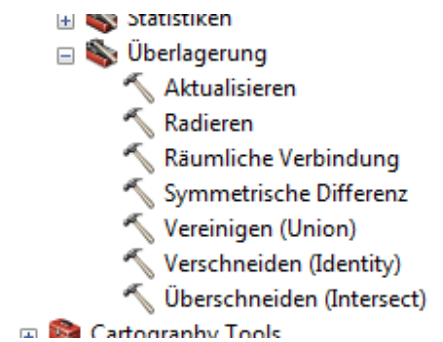 Statistiken
Überlagerung
Aktualisieren
Radieren
Räumliche Verbindung
Symmetrische Differenz
Vereinigen (Union)
Verschneiden (Identity)
Überschneiden (Intersect)
Cartography Tools